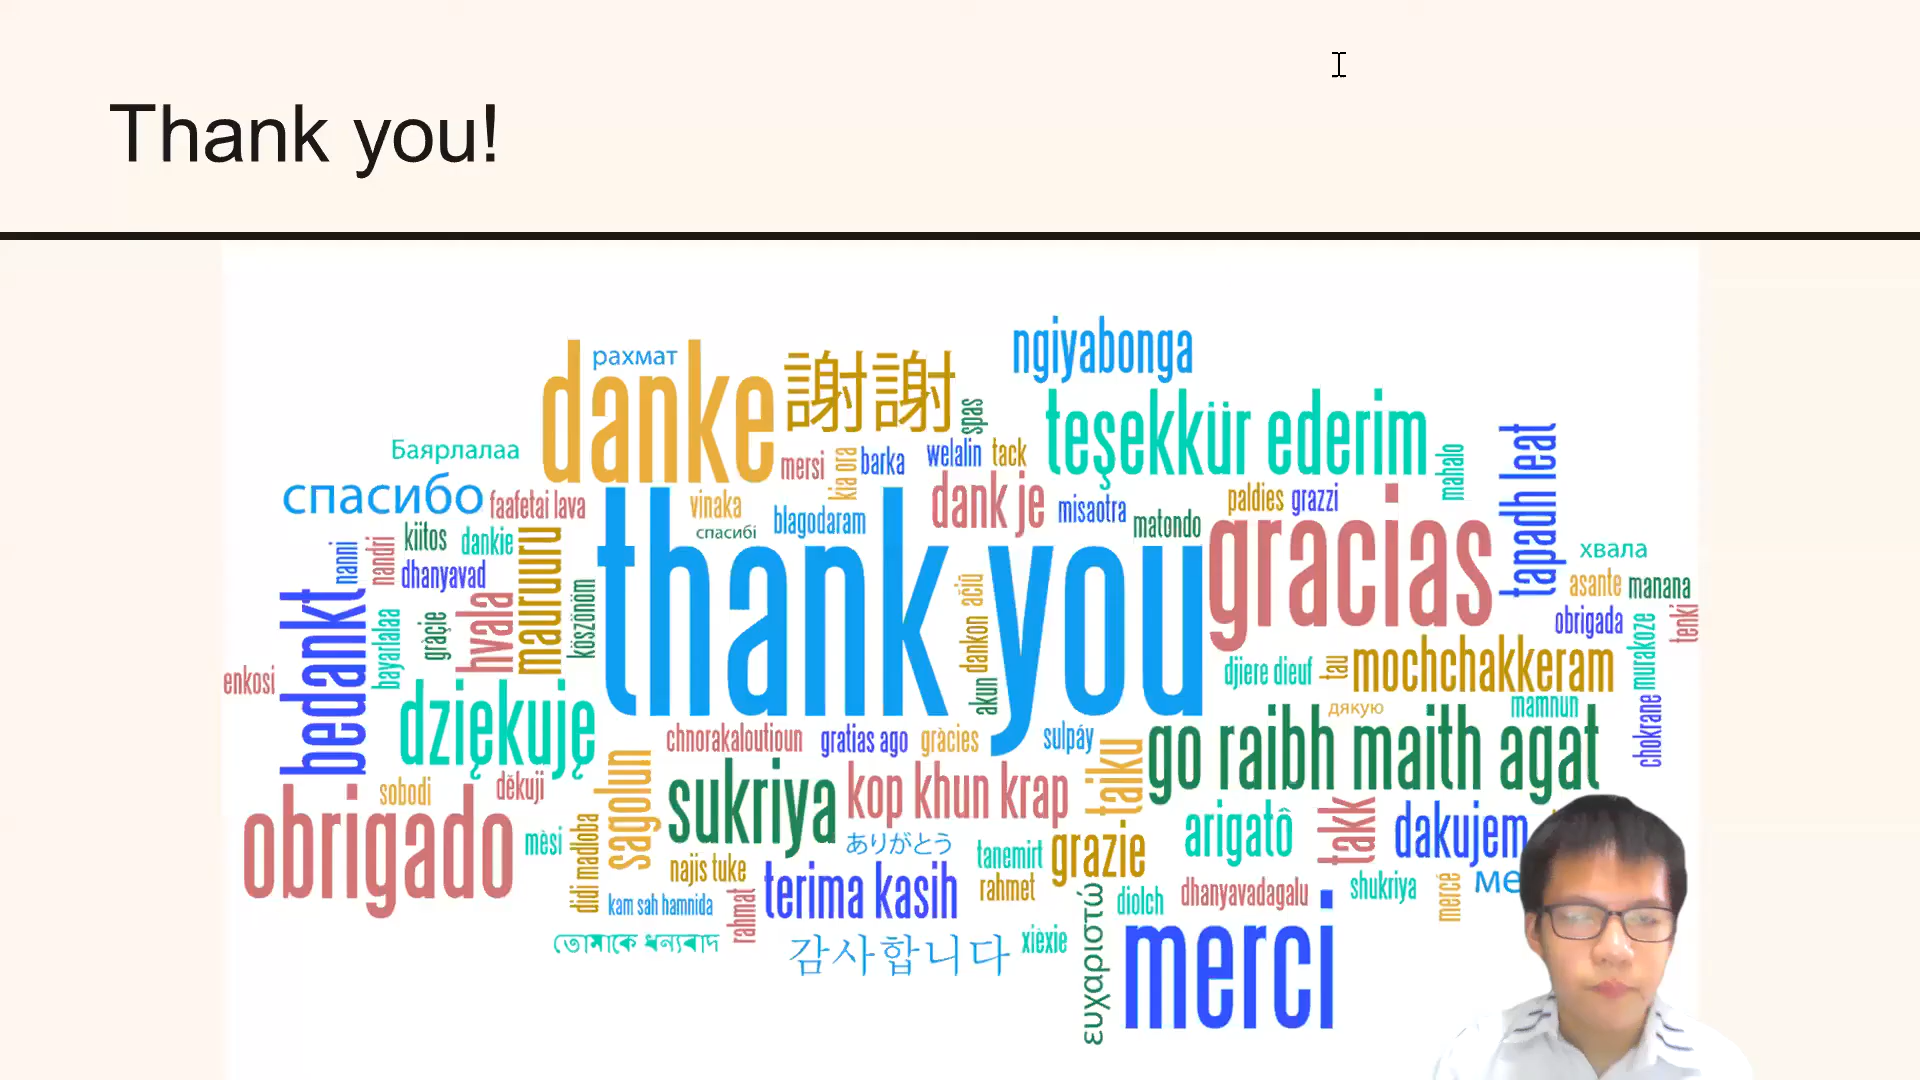 Thank you!
ngiyabonga
рахмат
danke
謝謝
spas
teşekkür ederim
Баярлалаа
mersi
kia ora
barka
welalin
tack
mahalo
tapadh leat
спасибо
faafetai lava
vinaka
спасибі
blagodaram
dank je
misaotra
matondo
paldies
grazzi
gracias
хвала
nanni
nandri
kiitos
dankie
dhanyavad
mauruuru
köszönöm
thank you
dankon
ačiū
akun
asante
manana
obrigada
tenki
murakoze
bedankt
bayarlalaa
gràçie
hvala
enkosi
djiere dieuf
tau
mochchakkeram
дякую
mamnun
chokrane
dziękuję
chnorakaloutioun
gratias ago
gràcies
sulpáy
go raibh maith agat
sobodi
děkuji
sagolun
sukriya
kop khun krap
taiku
obrigado
mèsi
didi madloba
najis tuke
ありがとう
tanemirt
grazie
arigatô
takk
dakujem
kam sah hamnida
rahmat
terima kasih
rahmet
diolch
dhanyavadagalu
shukriya
mercé
তোমাকে ধন্যবাদ
감사합니다
xièxie
ευχαριστώ
merci